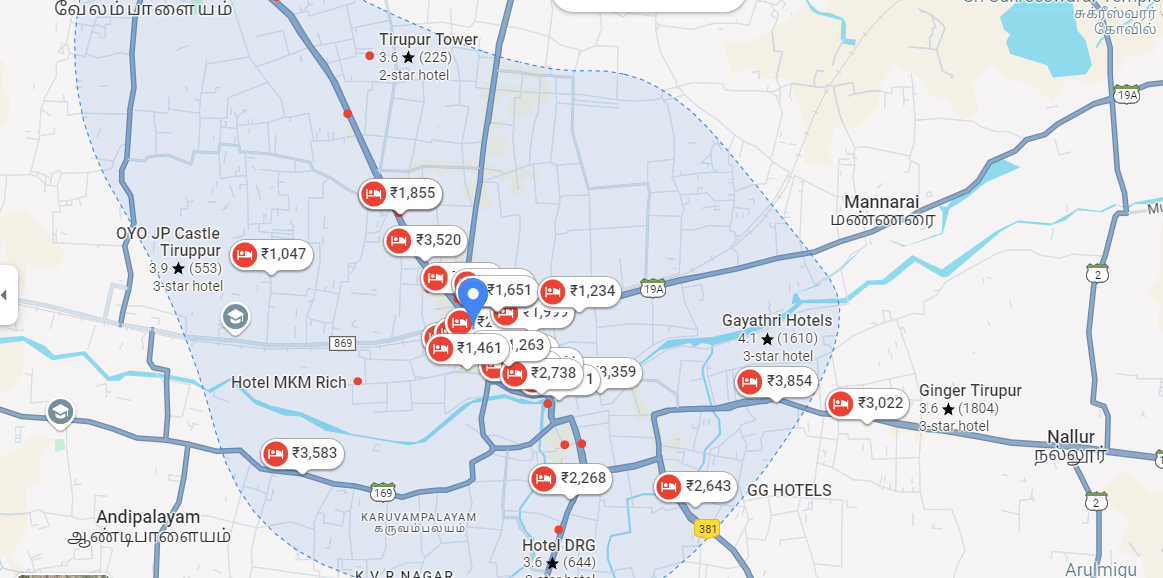 வேலம்பாளையம்
சுகரீஸ்வரர்
கோவில்
Tirupur Tower
3.6 ★ (225)
2-star hotel
19A
₹1,855
Mannarai
மண்ணரை
₹3,520
OYO JP Castle
Tiruppur
3.9 ★ (553)
3-star hotel
₹1,047
2
₹1,651
₹1,234
19A
Gayathri Hotels
4.1 ★ (1610)
3-star hotel
869
₹1,461
1,263
₹2,738
3,359
1
Hotel MKM Rich
₹3,854
₹3,022
Ginger Tirupur
3.6 ★ (1804)
3-star hotel
Nallur
நல்லூர்
₹3,583
₹2,268
₹2,643
GG HOTELS
169
2
381
Andipalayam
ஆண்டிபாளையம்
KARUVAMPALAYAM
கருவம்பலயம்
Hotel DRG
3.6 ★ (644)
K.V.R NAGAR
Arulmigu